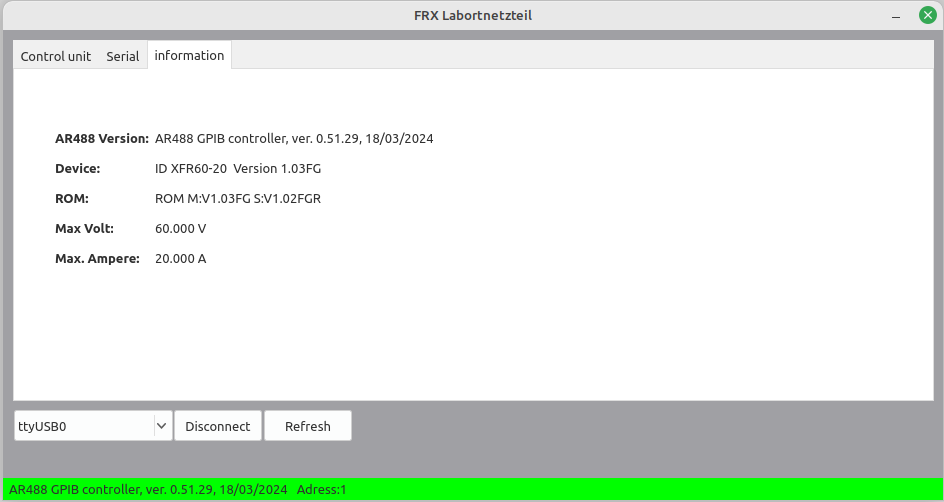 FRX Labortnetzteil
Control unit Serial information
AR488 Version: AR488 GPIB controller, ver. 0.51.29, 18/03/2024
Device: ID XFR60-20 Version 1.03FG
ROM: ROM M:V1.03FG S:V1.02FGR
Max Volt: 60.000 V
Max. Ampere: 20.000 A
ttyUSB0 Disconnect Refresh
AR488 GPIB controller, ver. 0.51.29, 18/03/2024 Adress:1